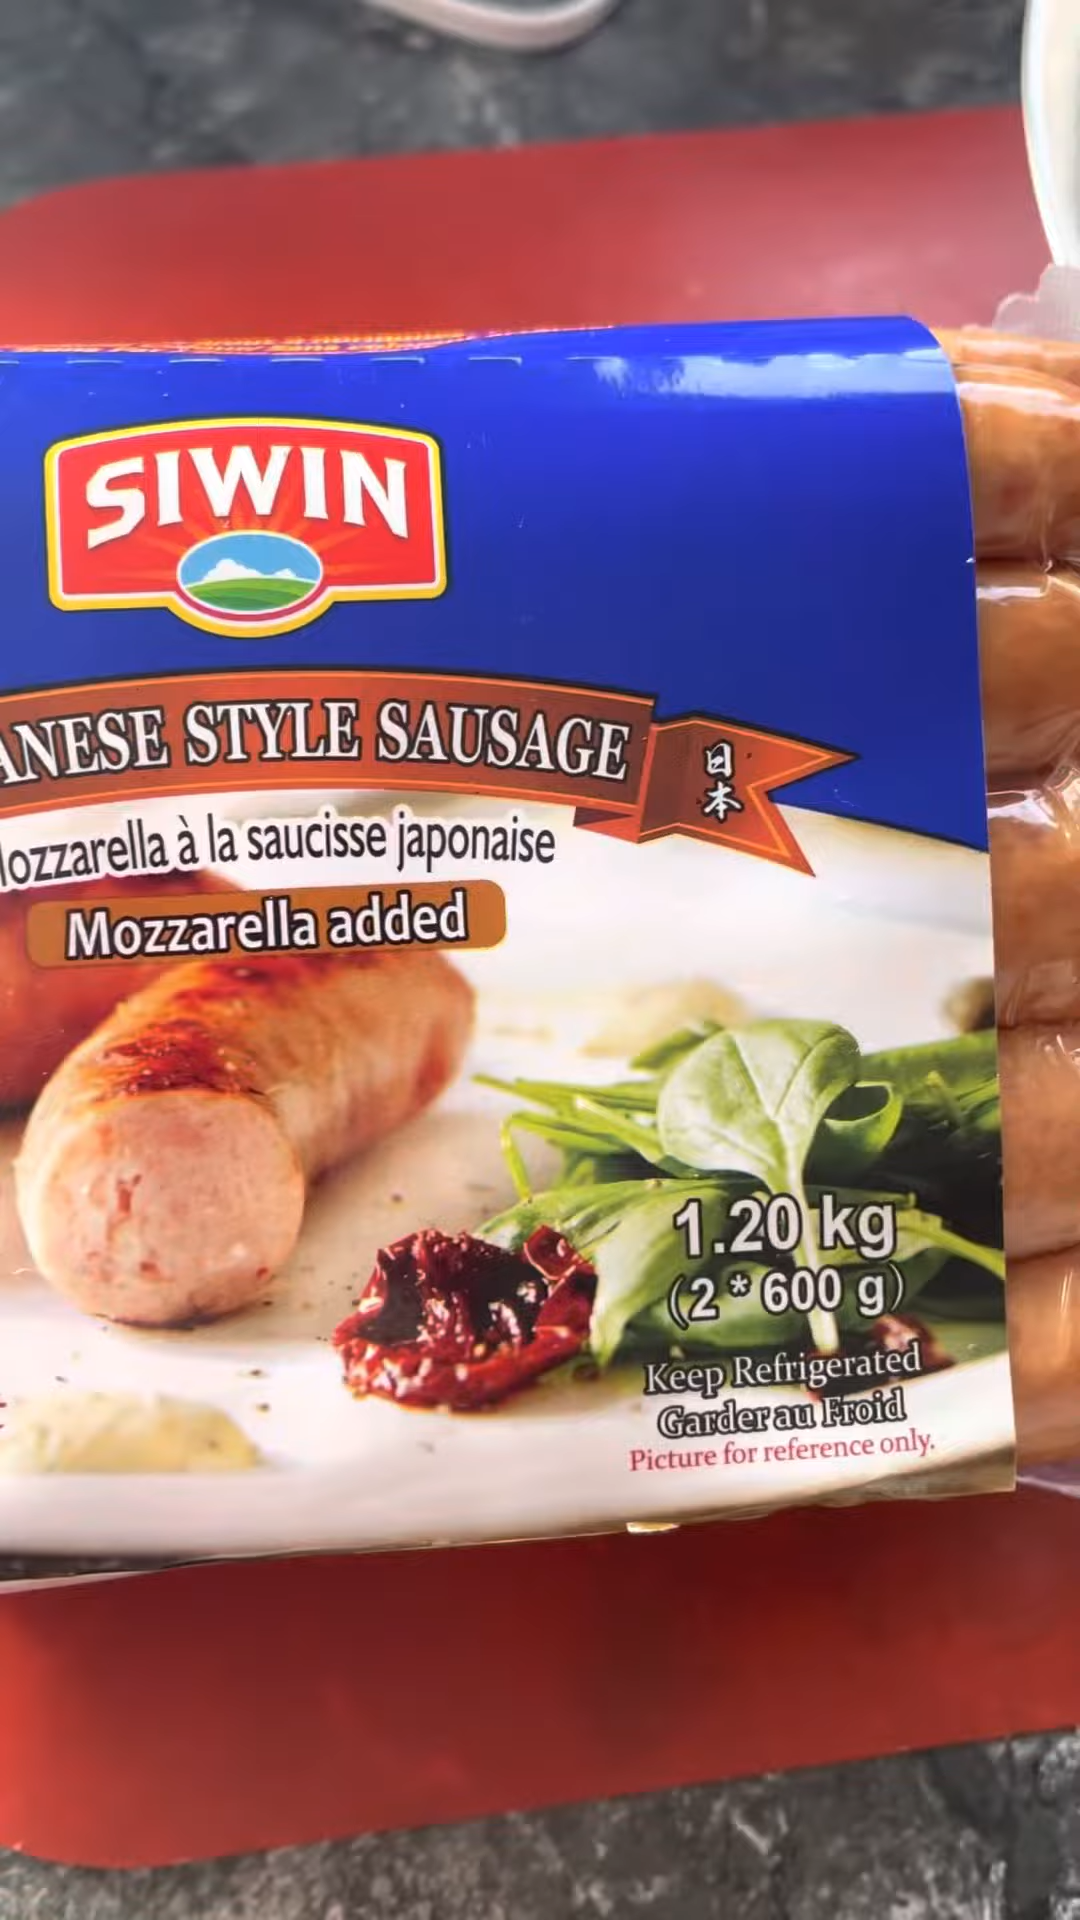 SIWIN
ANESE STYLE SAUSAGE
日本
lozzarella à la saucisse japonaise
Mozzarella added
1.20 kg
(2 * 600 g)
Keep Refrigerated
Garder au Froid
Picture for reference only.